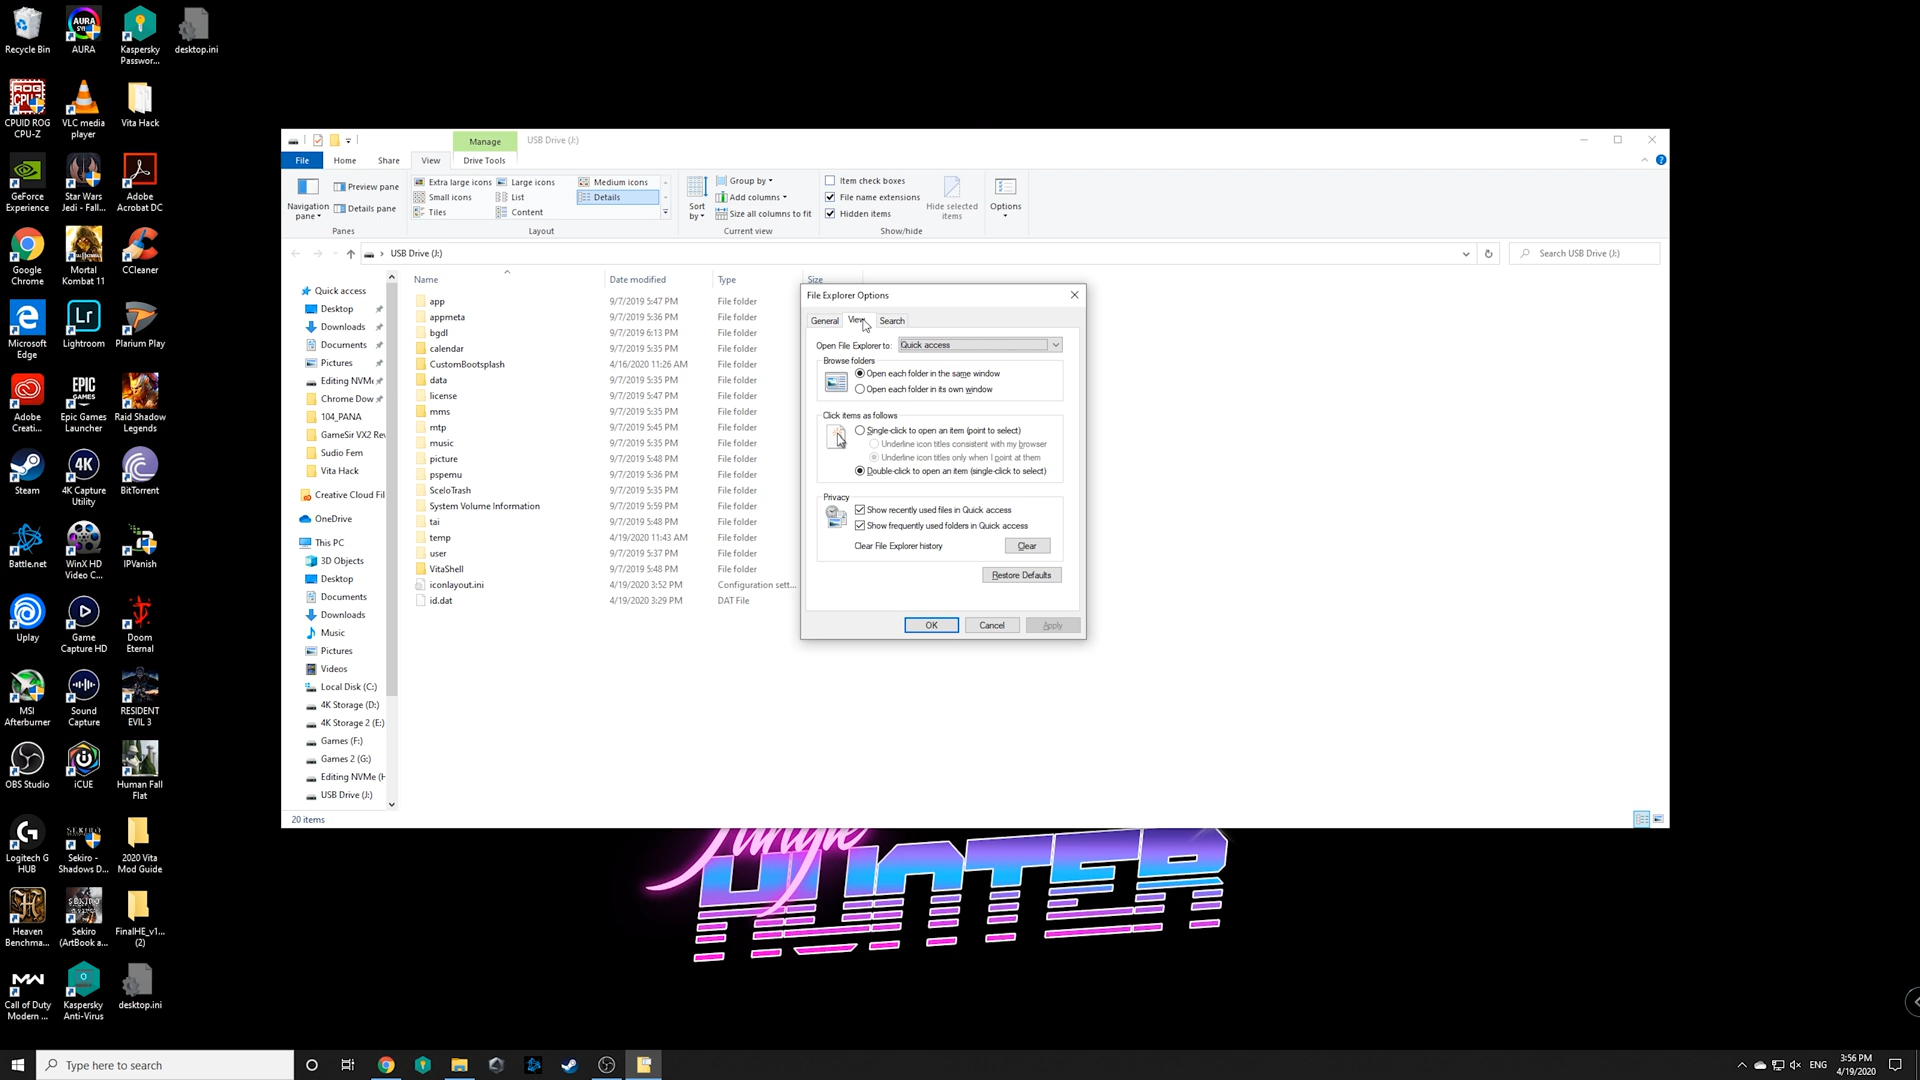 Recycle Bin
AURA
Kaspersky Passwor...
desktop.ini
CPUID ROG CPU-Z
VLC media player
Vita Hack
GeForce Experience
Star Wars Jedi - Fall...
Adobe Acrobat DC
Google Chrome
Mortal Kombat 11
CCleaner
Microsoft Edge
Lightroom
Plarium Play
Adobe Creati...
Epic Games Launcher
Raid Shadow Legends
Steam
4K Capture Utility
BitTorrent
Battle.net
WinX HD Video C...
IPVanish
Uplay
Game Capture HD
Doom Eternal
MSI Afterburner
Sound Capture
RESIDENT EVIL 3
OBS Studio
iCUE
Human Fall Flat
Logitech G HUB
Sekiro - Shadows D...
2020 Vita Mod Guide
Heaven Benchma...
Sekiro (ArtBook a...
FinalHE_v1... (2)
Call of Duty Modern ...
Kaspersky Anti-Virus
desktop.ini
Manage
USB Drive (J:)
File
Home
Share
View
Drive Tools
Navigation pane
Preview pane
Details pane
Panes
Extra large icons
Large icons
Medium icons
Small icons
List
Details
Tiles
Content
Layout
Sort by
Group by
Add columns
Size all columns to fit
Current view
Item check boxes
File name extensions
Hidden items
Hide selected items
Show/hide
Options
USB Drive (J:)
Search USB Drive (J:)
Quick access
Desktop
Downloads
Documents
Pictures
Editing NVMe
Chrome Dow
104_PANA
GameSir VX2 Rev
Sudio Fem
Vita Hack
Creative Cloud Fil
OneDrive
This PC
3D Objects
Desktop
Documents
Downloads
Music
Pictures
Videos
Local Disk (C:)
4K Storage (D:)
4K Storage 2 (E:)
Games (F:)
Games 2 (G:)
Editing NVMe (H
USB Drive (J:)
Name Date modified Type Size
app 9/7/2019 5:47 PM File folder
appmeta 9/7/2019 5:36 PM File folder
bgdl 9/7/2019 6:13 PM File folder
calendar 9/7/2019 5:35 PM File folder
CustomBootsplash 4/16/2020 11:26 AM File folder
data 9/7/2019 5:35 PM File folder
license 9/7/2019 5:47 PM File folder
mms 9/7/2019 5:35 PM File folder
mtp 9/7/2019 5:45 PM File folder
music 9/7/2019 5:35 PM File folder
picture 9/7/2019 5:48 PM File folder
pspemu 9/7/2019 5:36 PM File folder
SceIoTrash 9/7/2019 5:35 PM File folder
System Volume Information 9/7/2019 5:59 PM File folder
tai 9/7/2019 5:48 PM File folder
temp 4/19/2020 11:43 AM File folder
user 9/7/2019 5:37 PM File folder
VitaShell 9/7/2019 5:48 PM File folder
iconlayout.ini 4/19/2020 3:52 PM Configuration sett...
id.dat 4/19/2020 3:29 PM DAT File
20 items
File Explorer Options
General
View
Search
Open File Explorer to: Quick access
Browse folders
Open each folder in the same window
Open each folder in its own window
Click items as follows
Single-click to open an item (point to select)
Underline icon titles consistent with my browser
Underline icon titles only when I point at them
Double-click to open an item (single-click to select)
Privacy
Show recently used files in Quick access
Show frequently used folders in Quick access
Clear File Explorer history Clear
Restore Defaults
OK Cancel Apply
Jungle
HUNTER
Type here to search
ENG
3:56 PM
4/19/2020